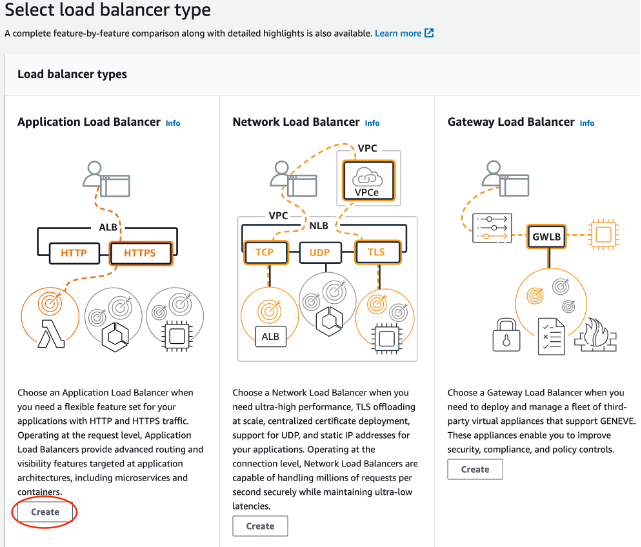 Select load balancer type
A complete feature-by-feature comparison along with detailed highlights is also available. Learn more
Load balancer types
Application Load Balancer Info
ALB
HTTP
HTTPS
Choose an Application Load Balancer when
you need a flexible feature set for your
applications with HTTP and HTTPS traffic.
Operating at the request level, Application
Load Balancers provide advanced routing and
visibility features targeted at application
architectures, including microservices and
containers.
Create
Network Load Balancer Info
VPC
VPCe
VPC
NLB
TCP
UDP
TLS
ALB
Choose a Network Load Balancer when you
need ultra-high performance, TLS offloading
at scale, centralized certificate deployment,
support for UDP, and static IP addresses for
your applications. Operating at the
connection level, Network Load Balancers are
capable of handling millions of requests per
second securely while maintaining ultra-low
latencies.
Create
Gateway Load Balancer Info
GWLB
Choose a Gateway Load Balancer when you
need to deploy and manage a fleet of third-
party virtual appliances that support GENEVE.
These appliances enable you to improve
security, compliance, and policy controls.
Create